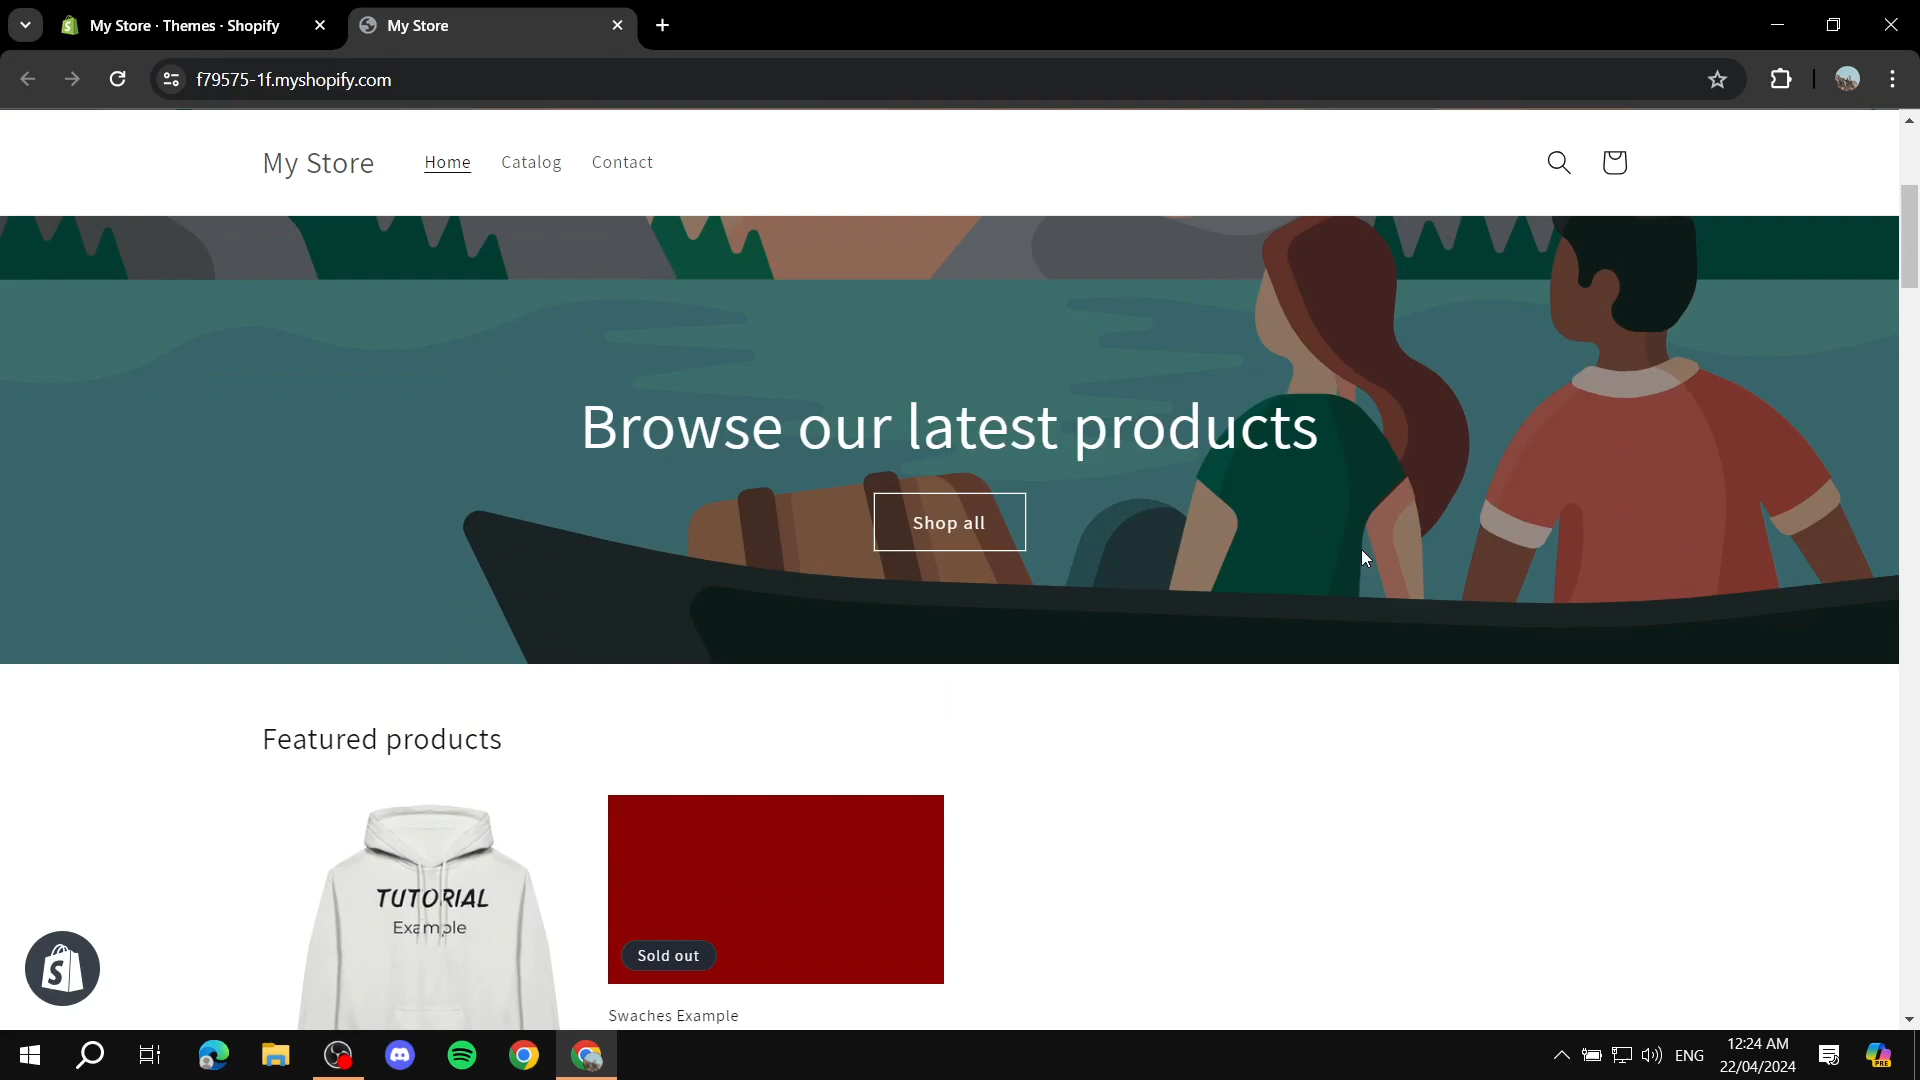 My Store · Themes · Shopify
My Store
f79575-1f.myshopify.com
My Store
Home
Catalog
Contact
Browse our latest products
Shop all
Featured products
TUTORIAL
Example
Sold out
Swaches Example
ENG
12:24 AM
22/04/2024
PRE